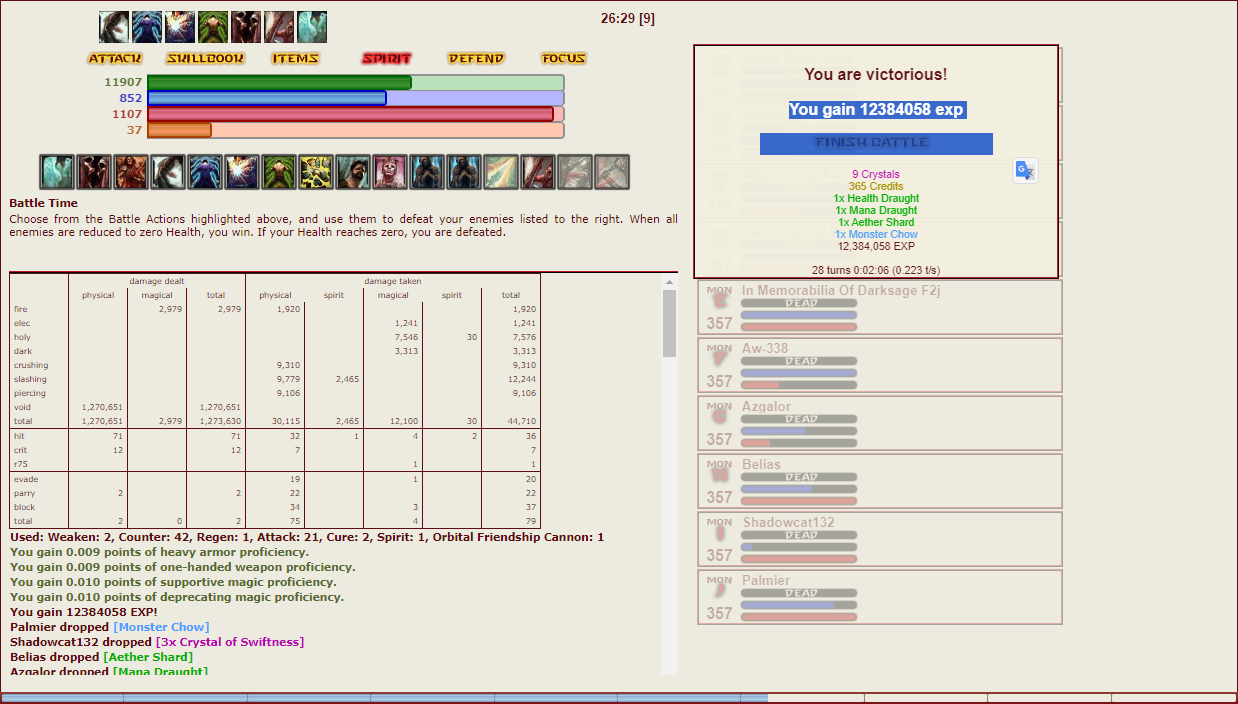 26:29 [9]
ATTACK SKILLBOOK ITEMS SPIRIT DEFEND FOCUS
11907
852
1107
37
Battle Time
Choose from the Battle Actions highlighted above, and use them to defeat your enemies listed to the right. When all
enemies are reduced to zero Health, you win. If your Health reaches zero, you are defeated.
damage dealt damage taken
physical magical total physical spirit magical spirit total
fire 2,979 2,979 1,920 1,920
elec 1,241 1,241
holy 7,546 30 7,576
dark 3,313 3,313
crushing 9,310 9,310
slashing 9,779 2,465 12,244
piercing 9,106 9,106
void 1,270,651 1,270,651
total 1,270,651 2,979 1,273,630 30,115 2,465 12,100 30 44,710
hit 71 71 32 1 4 2 36
crit 12 12 7 7
r75 1 1
evade 19 1 20
parry 2 2 22 22
block 34 3 37
total 2 0 2 75 4 79
Used: Weaken: 2, Counter: 42, Regen: 1, Attack: 21, Cure: 2, Spirit: 1, Orbital Friendship Cannon: 1
You gain 0.009 points of heavy armor proficiency.
You gain 0.009 points of one-handed weapon proficiency.
You gain 0.010 points of supportive magic proficiency.
You gain 0.010 points of deprecating magic proficiency.
You gain 12384058 EXP!
Palmier dropped [Monster Chow]
Shadowcat132 dropped [3x Crystal of Swiftness]
Belias dropped [Aether Shard]
Azgalor dropped [Mana Draught]
You are victorious!
You gain 12384058 exp
FINISH BATTLE
9 Crystals
365 Credits
1x Health Draught
1x Mana Draught
1x Aether Shard
1x Monster Chow
12,384,058 EXP
28 turns 0:02:06 (0.223 t/s)
MON In Memorabilia Of Darksage F2j
DEAD
357
MON Aw-338
DEAD
357
MON Azgalor
DEAD
357
MON Belias
DEAD
357
MON Shadowcat132
DEAD
357
MON Palmier
DEAD
357